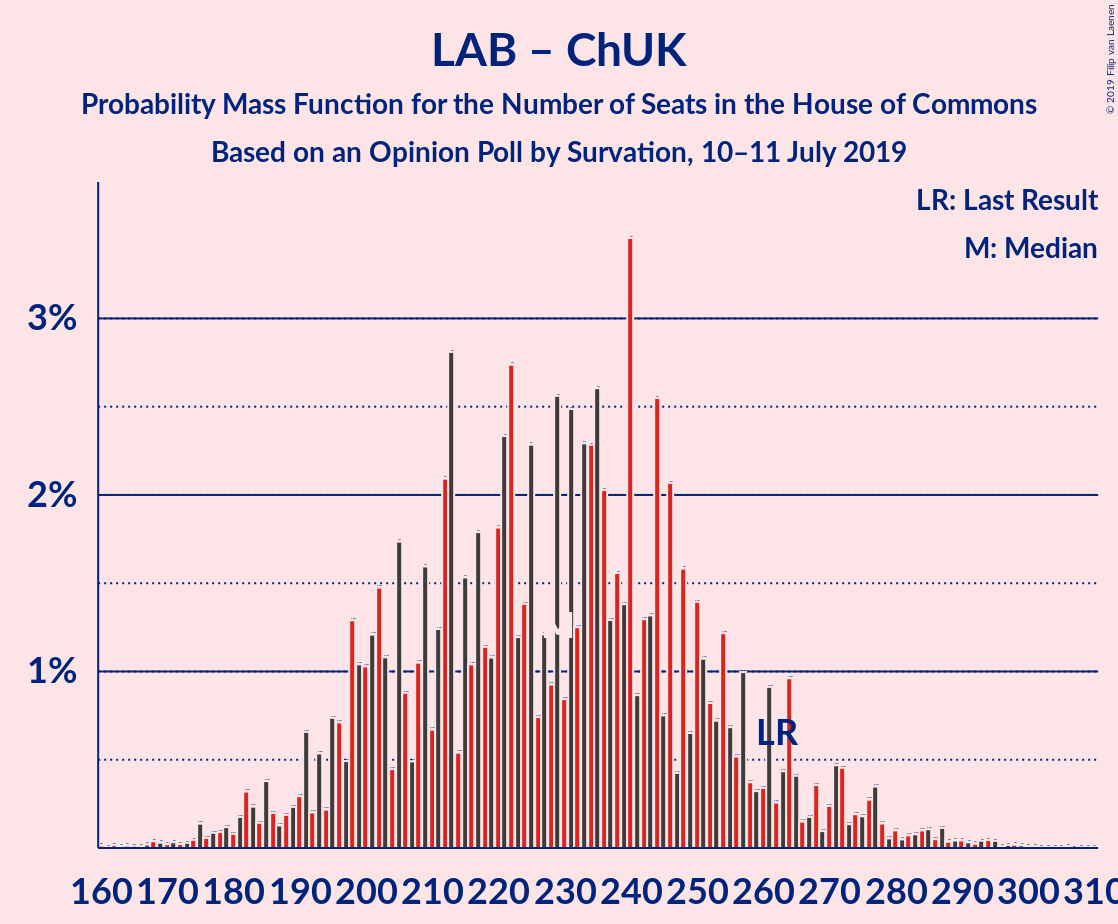 LAB – ChUK
Probability Mass Function for the Number of Seats in the House of Commons
Based on an Opinion Poll by Survation, 10–11 July 2019
© 2019 Filip van Laenen
LR: Last Result
M: Median
3%
2%
1%
LR
M
160 170 180 190 200 210 220 230 240 250 260 270 280 290 300 310